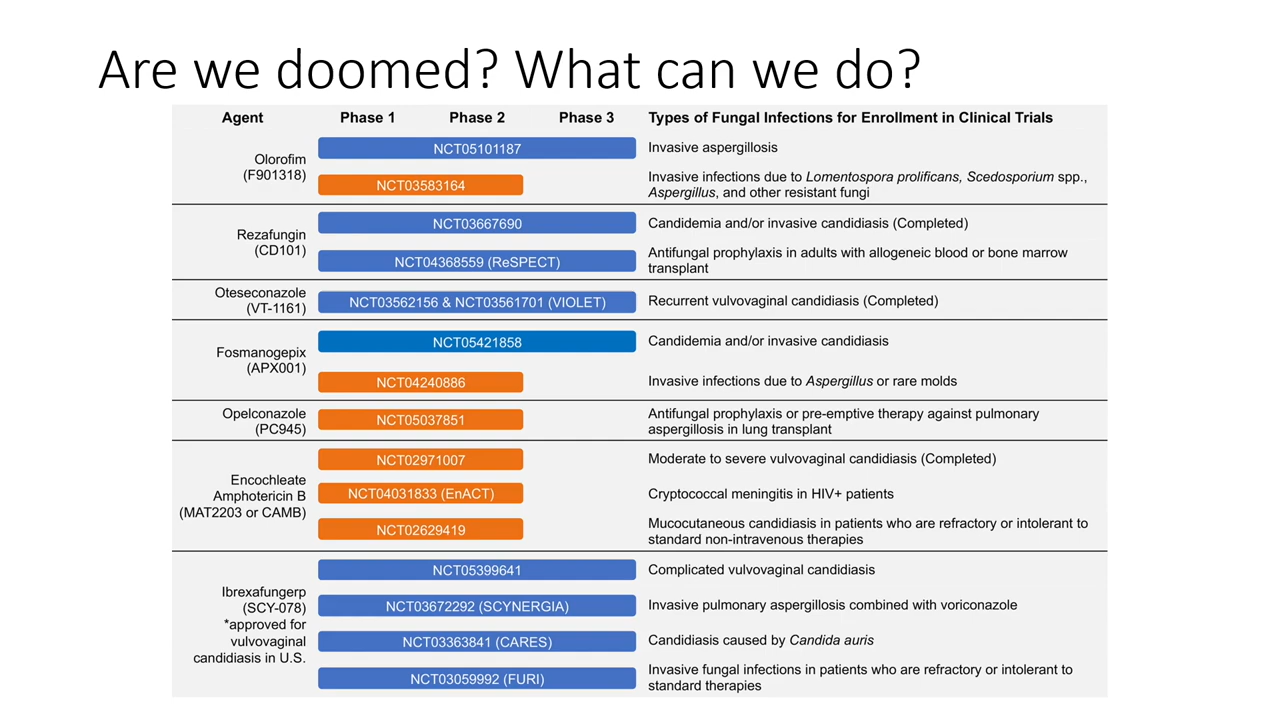 Are we doomed? What can we do?
Agent Phase 1 Phase 2 Phase 3 Types of Fungal Infections for Enrollment in Clinical Trials
Olorofim
(F901318)
NCT05101187
Invasive aspergillosis
NCT03583164
Invasive infections due to Lomentospora prolificans, Scedosporium spp.,
Aspergillus, and other resistant fungi
Rezafungin
(CD101)
NCT03667690
Candidemia and/or invasive candidiasis (Completed)
NCT04368559 (ReSPECT)
Antifungal prophylaxis in adults with allogeneic blood or bone marrow
transplant
Oteseconazole
(VT-1161)
NCT03562156 & NCT03561701 (VIOLET)
Recurrent vulvovaginal candidiasis (Completed)
Fosmanogepix
(APX001)
NCT05421858
Candidemia and/or invasive candidiasis
NCT04240886
Invasive infections due to Aspergillus or rare molds
Opelconazole
(PC945)
NCT05037851
Antifungal prophylaxis or pre-emptive therapy against pulmonary
aspergillosis in lung transplant
Encochleate
Amphotericin B
(MAT2203 or CAMB)
NCT02971007
Moderate to severe vulvovaginal candidiasis (Completed)
NCT04031833 (EnACT)
Cryptococcal meningitis in HIV+ patients
NCT02629419
Mucocutaneous candidiasis in patients who are refractory or intolerant to
standard non-intravenous therapies
Ibrexafungerp
(SCY-078)
*approved for
vulvovaginal
candidiasis in U.S.
NCT05399641
Complicated vulvovaginal candidiasis
NCT03672292 (SCYNERGIA)
Invasive pulmonary aspergillosis combined with voriconazole
NCT03363841 (CARES)
Candidiasis caused by Candida auris
NCT03059992 (FURI)
Invasive fungal infections in patients who are refractory or intolerant to
standard therapies